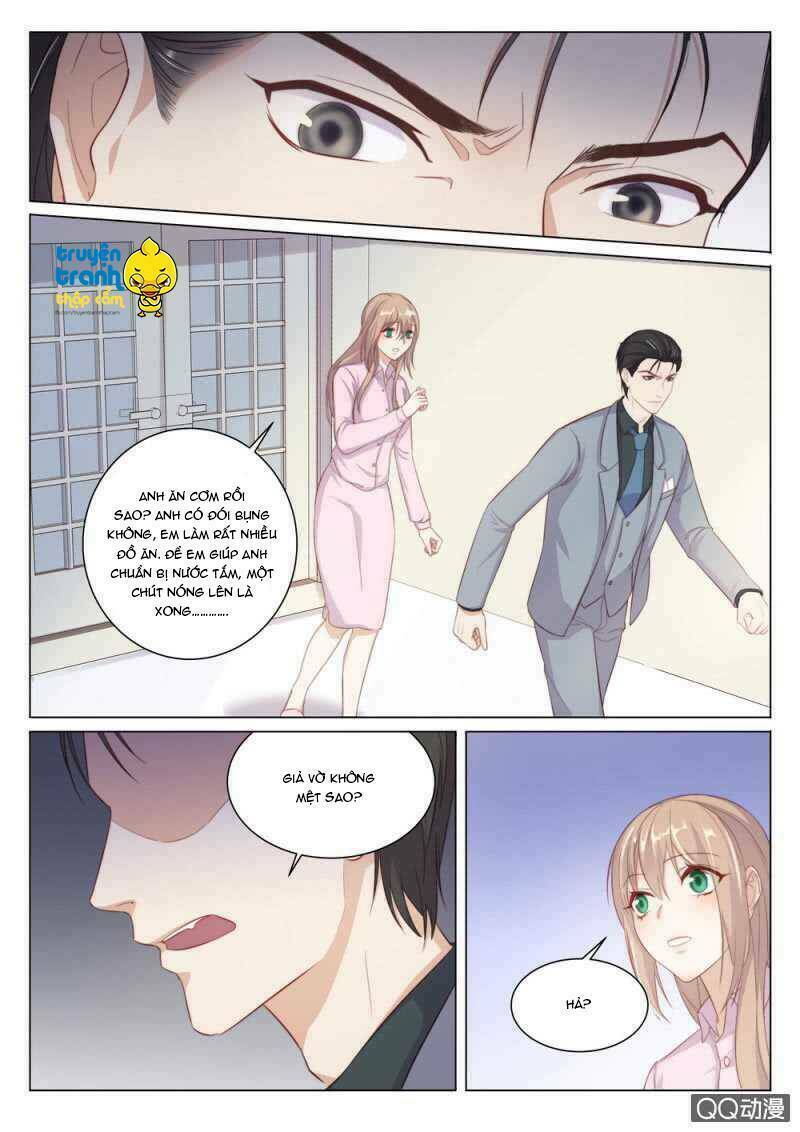 truyện
tranh
thập cẩm
ANH ĂN CƠM RỒI
SAO? ANH CÓ ĐÓI BỤNG
KHÔNG, EM LÀM RẤT NHIỀU
ĐỒ ĂN. ĐỂ EM GIÚP ANH
CHUẨN BỊ NƯỚC TẮM, MỘT
CHÚT NÓNG LÊN LÀ
XONG.............
GIẢ VỜ KHÔNG
MỆT SAO?
HẢ?
QQ动漫